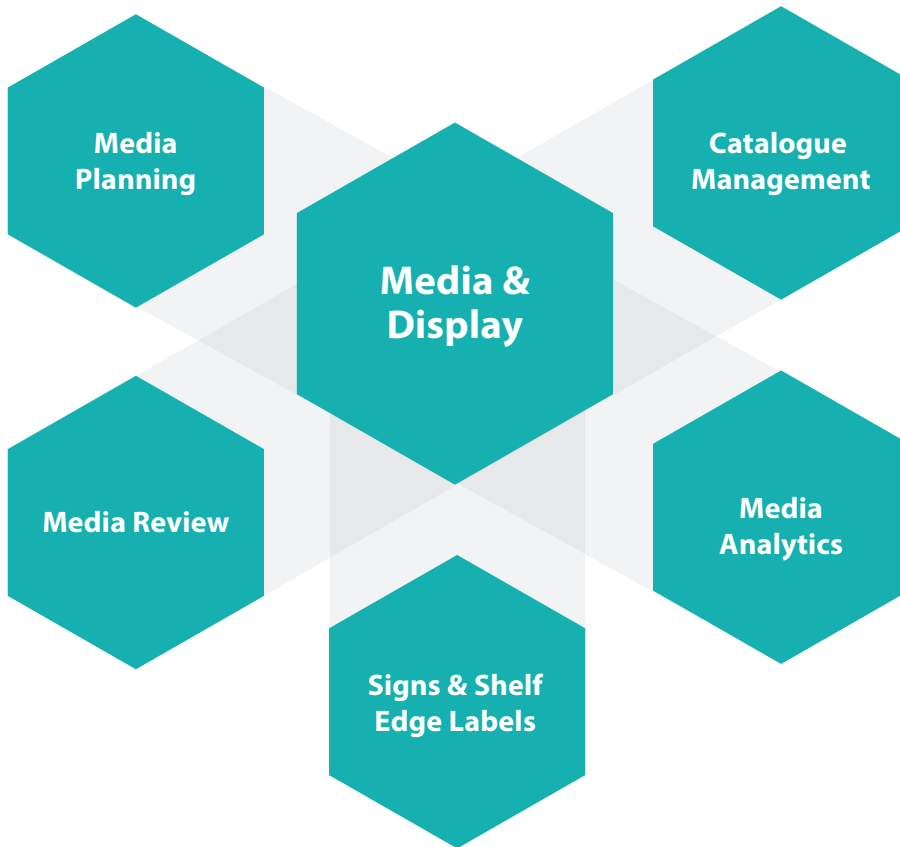 Media
Planning
Catalogue
Management
Media &
Display
Media Review
Media
Analytics
Signs & Shelf
Edge Labels